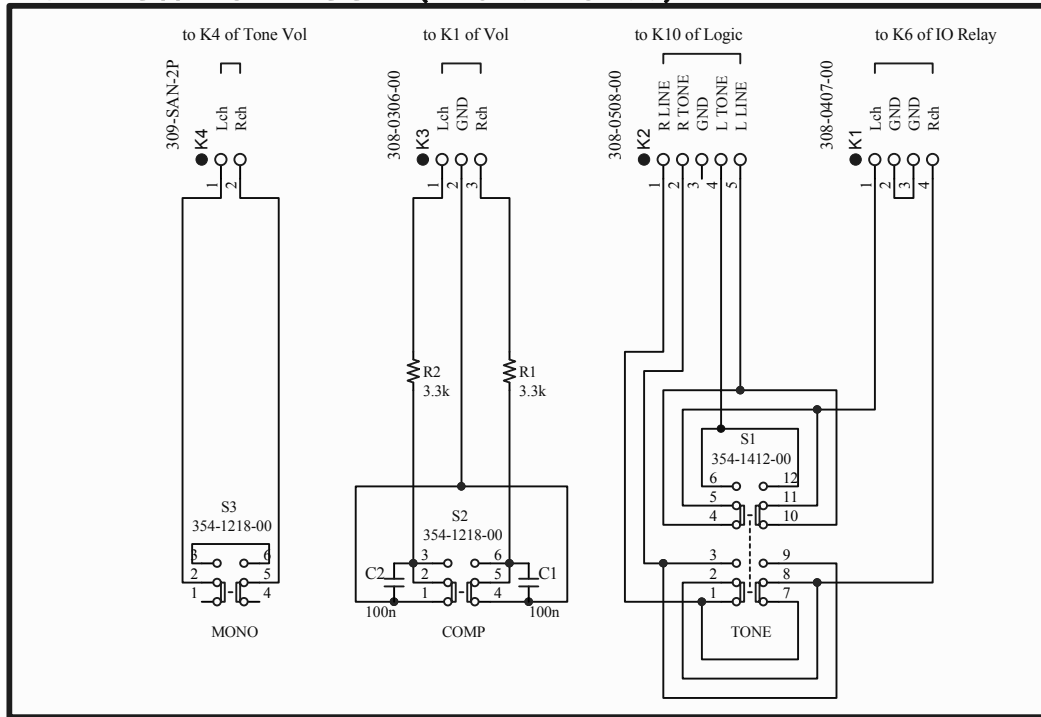 to K4 of Tone Vol
309-SAN-2P
K4
Lch
Rch
1
2
S3
354-1218-00
3
6
2
5
1
4
MONO
to K1 of Vol
308-0306-00
K3
Lch
GND
Rch
1
2
3
R2
3.3k
R1
3.3k
S2
354-1218-00
3
6
C2
2
5
C1
1
4
100n
100n
COMP
to K10 of Logic
308-0508-00
K2
R LINE
R TONE
GND
L TONE
L LINE
1
2
3
4
5
S1
354-1412-00
6
12
5
11
4
10
3
9
2
8
1
7
TONE
to K6 of IO Relay
308-0407-00
K1
Lch
GND
GND
Rch
1
2
3
4